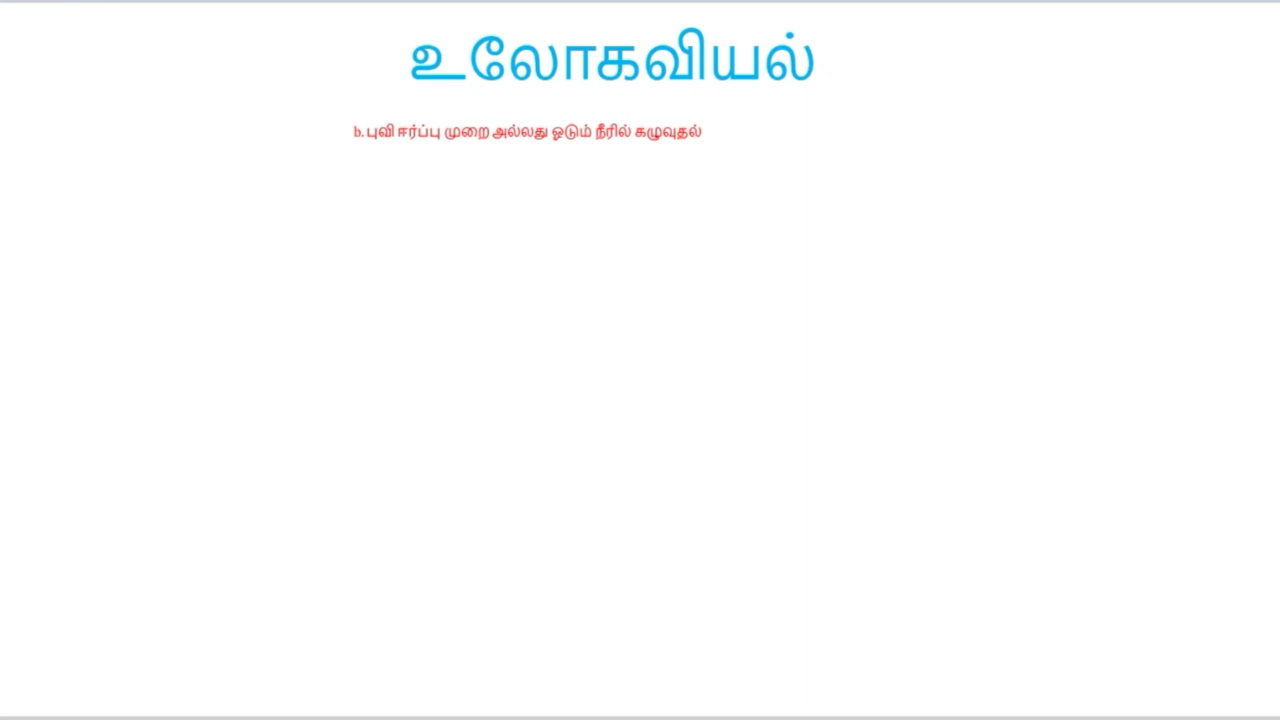 உலோகவியல்
b. புவி ஈர்ப்பு முறை அல்லது ஓடும் நீரில் கழுவுதல்